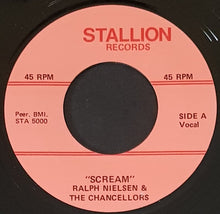 STALLION
RECORDS
45 RPM 45 RPM
Peer. BMI. SIDE A
STA 5000 Vocal
"SCREAM"
RALPH NIELSEN &
THE CHANCELLORS